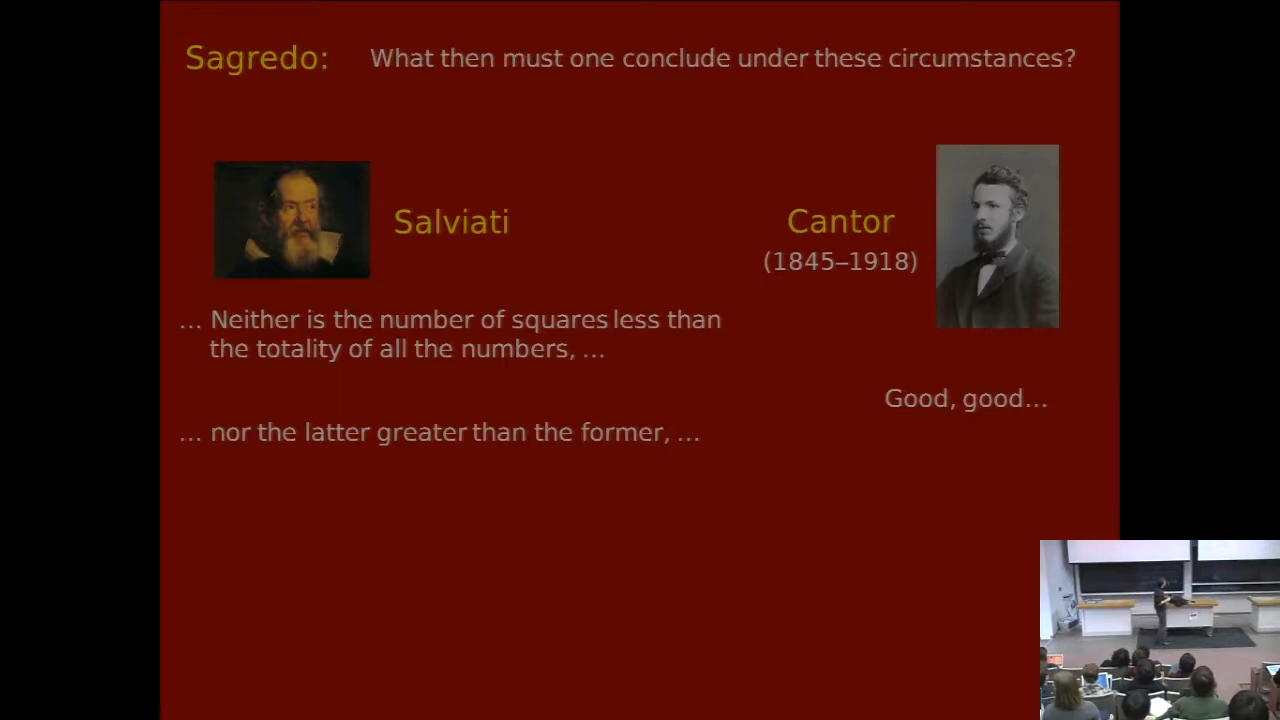 Sagredo: What then must one conclude under these circumstances?
Salviati
Cantor
(1845–1918)
... Neither is the number of squares less than
the totality of all the numbers, ...
Good, good...
... nor the latter greater than the former, ...